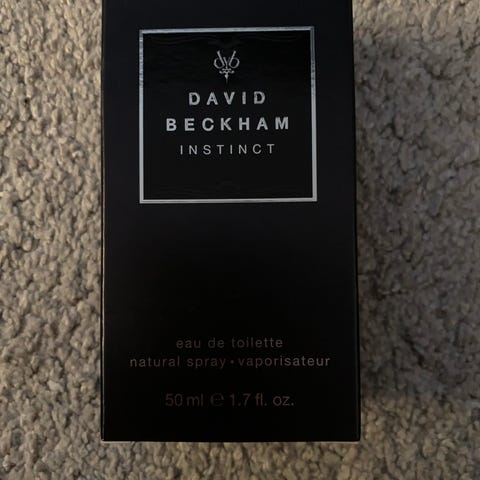 DAVID
BECKHAM
INSTINCT
eau de toilette
natural spray • vaporisateur
50 ml ℮ 1.7 fl. oz.